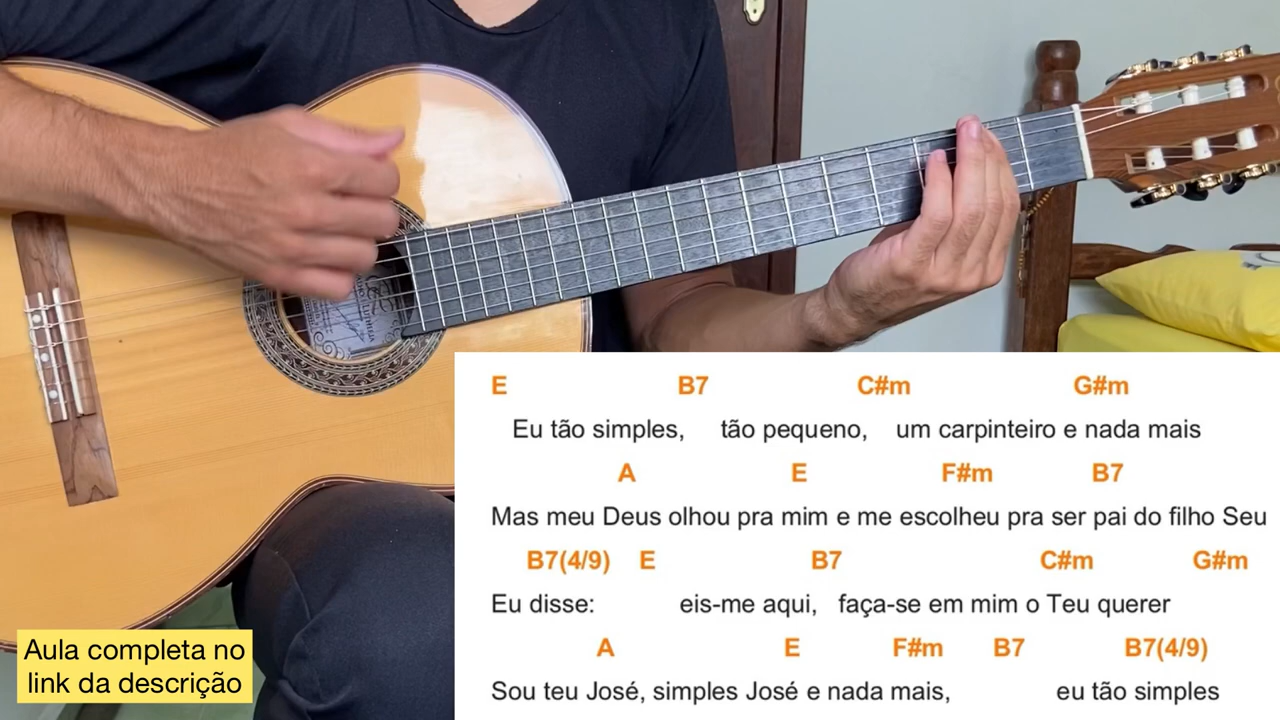 E B7 C#m G#m
Eu tão simples, tão pequeno, um carpinteiro e nada mais
A E F#m B7
Mas meu Deus olhou pra mim e me escolheu pra ser pai do filho Seu
B7(4/9) E B7 C#m G#m
Eu disse: eis-me aqui, faça-se em mim o Teu querer
A E F#m B7 B7(4/9)
Sou teu José, simples José e nada mais, eu tão simples
Aula completa no
link da descrição